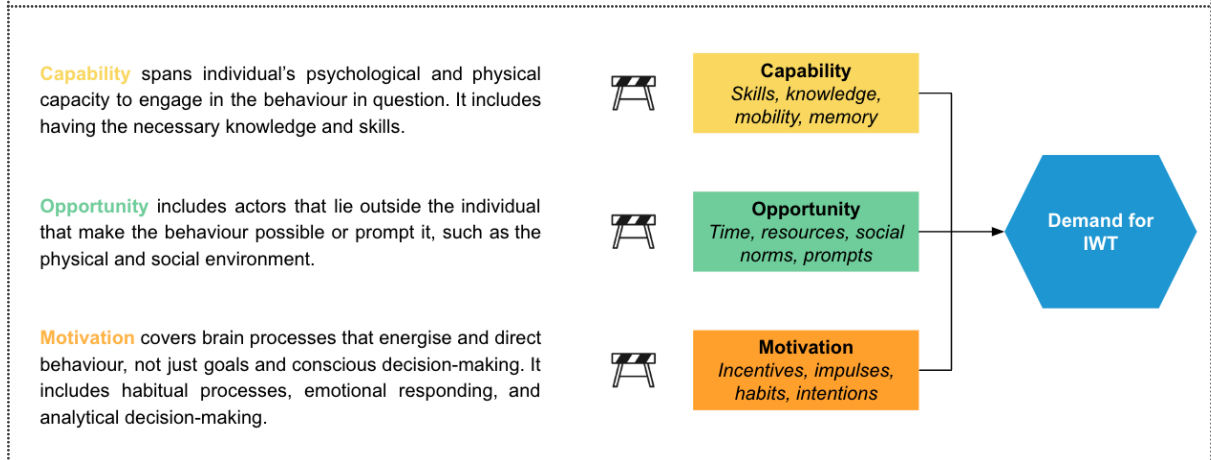 Capability spans individual's psychological and physical
capacity to engage in the behaviour in question. It includes
having the necessary knowledge and skills.
Capability
Skills, knowledge,
mobility, memory
Opportunity includes actors that lie outside the individual
that make the behaviour possible or prompt it, such as the
physical and social environment.
Opportunity
Time, resources, social
norms, prompts
Demand for
IWT
Motivation covers brain processes that energise and direct
behaviour, not just goals and conscious decision-making. It
includes habitual processes, emotional responding, and
analytical decision-making.
Motivation
Incentives, impulses,
habits, intentions